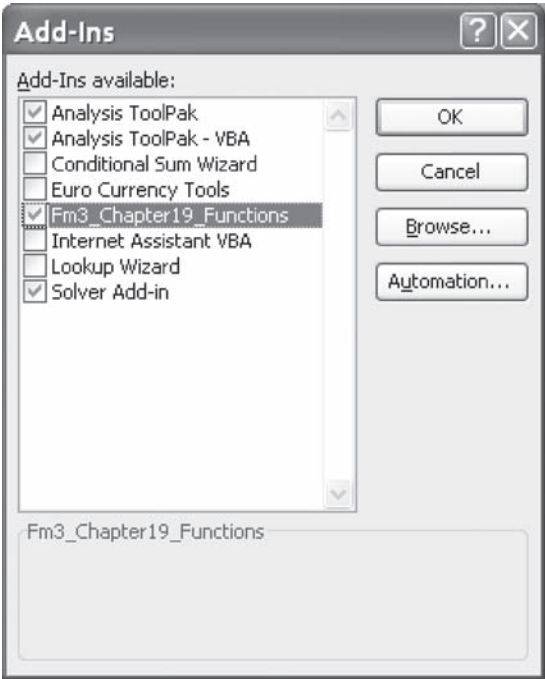 Add-Ins
Add-Ins available:
Analysis ToolPak
Analysis ToolPak - VBA
Conditional Sum Wizard
Euro Currency Tools
Fm3_Chapter19_Functions
Internet Assistant VBA
Lookup Wizard
Solver Add-in
OK
Cancel
Browse...
Automation...
Fm3_Chapter19_Functions